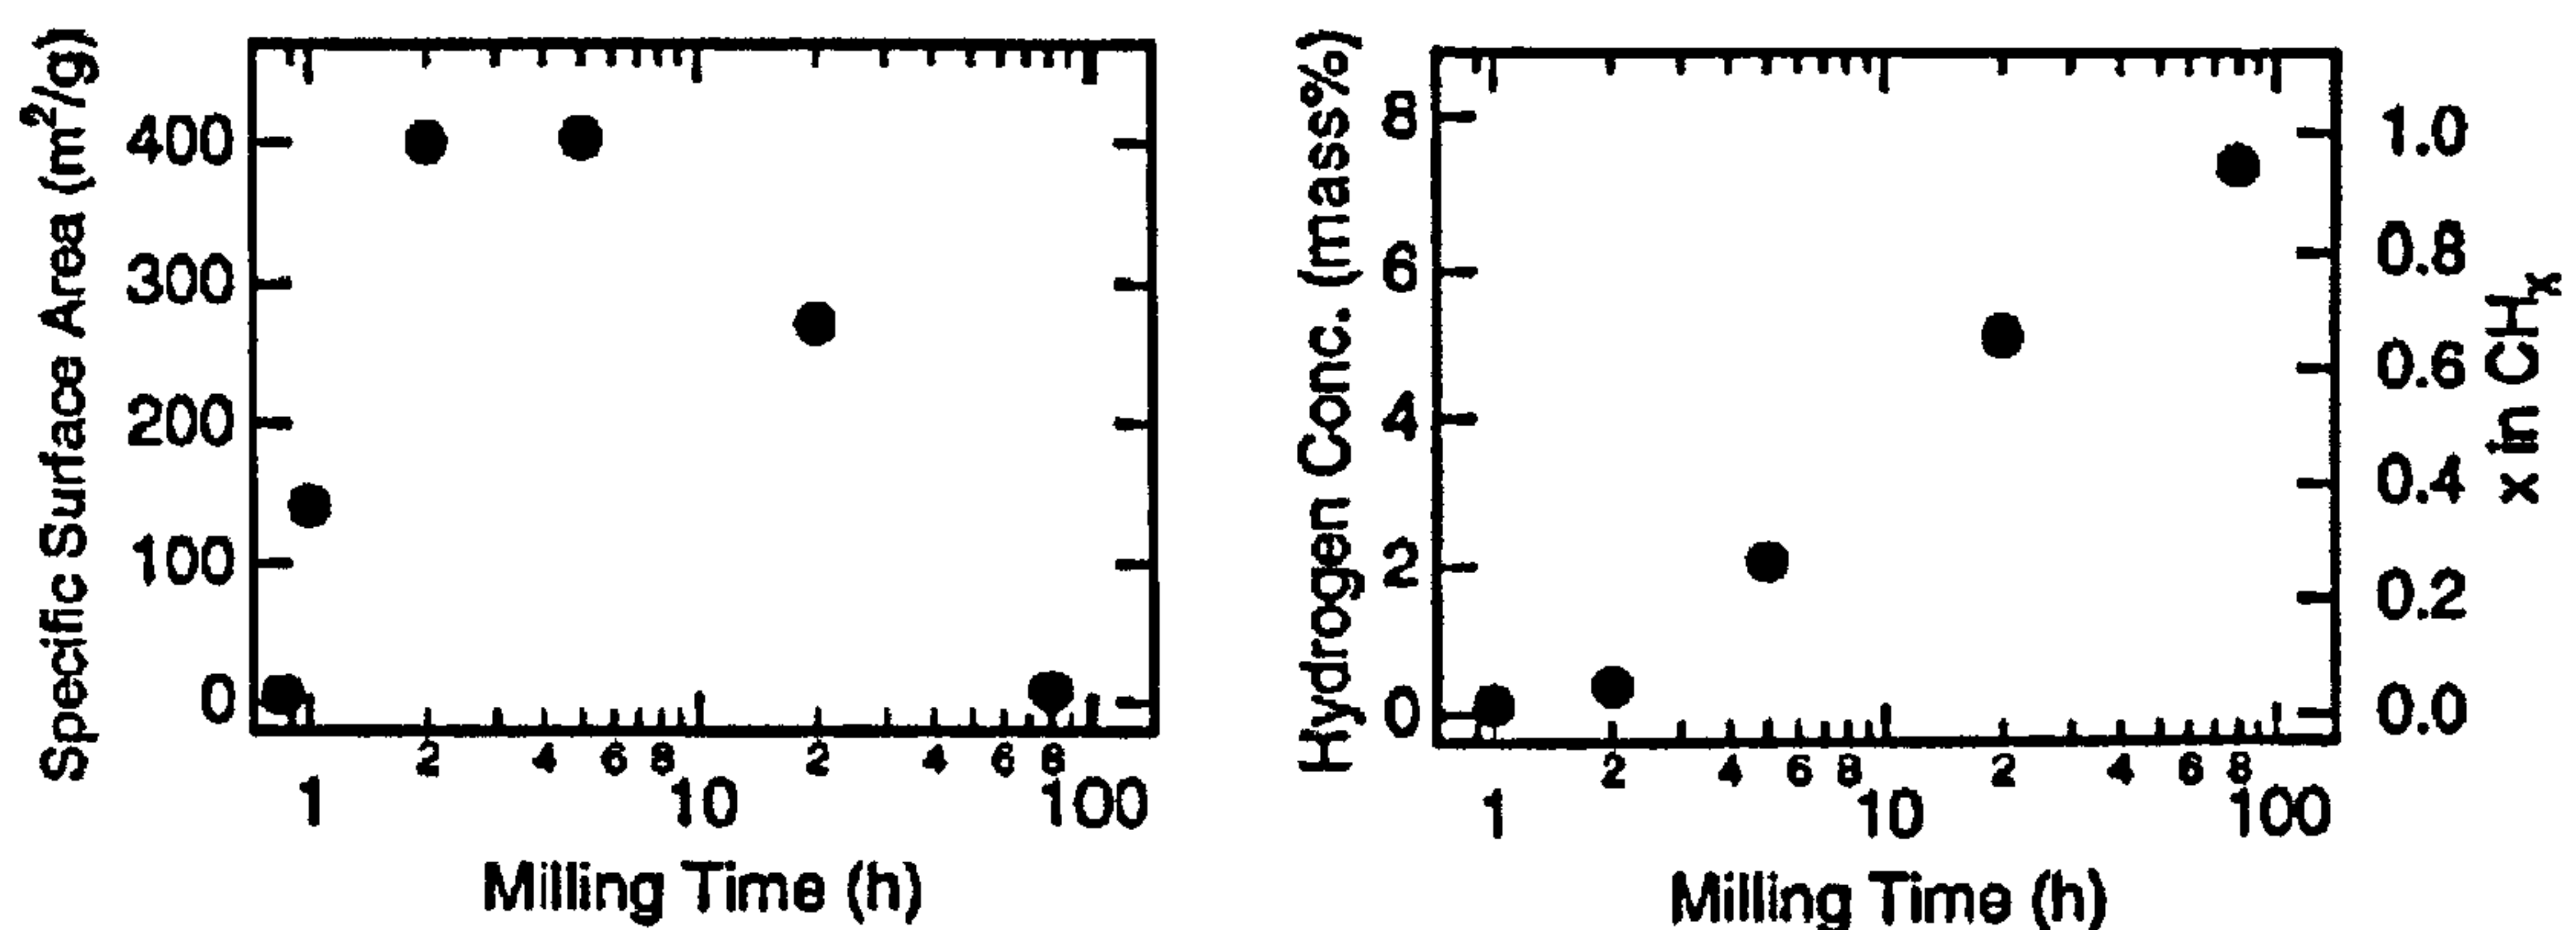 Specific Surface Area (m²/g)
400
300
200
100
0
2 4 6 8 2 4 6 8
1 10 100
Milling Time (h)
Hydrogen Conc. (mass%)
8
6
4
2
0
2 4 6 8 2 4 6 8
1 10 100
Milling Time (h)
1.0
0.8
0.6
0.4
0.2
0.0
x in CHₓ